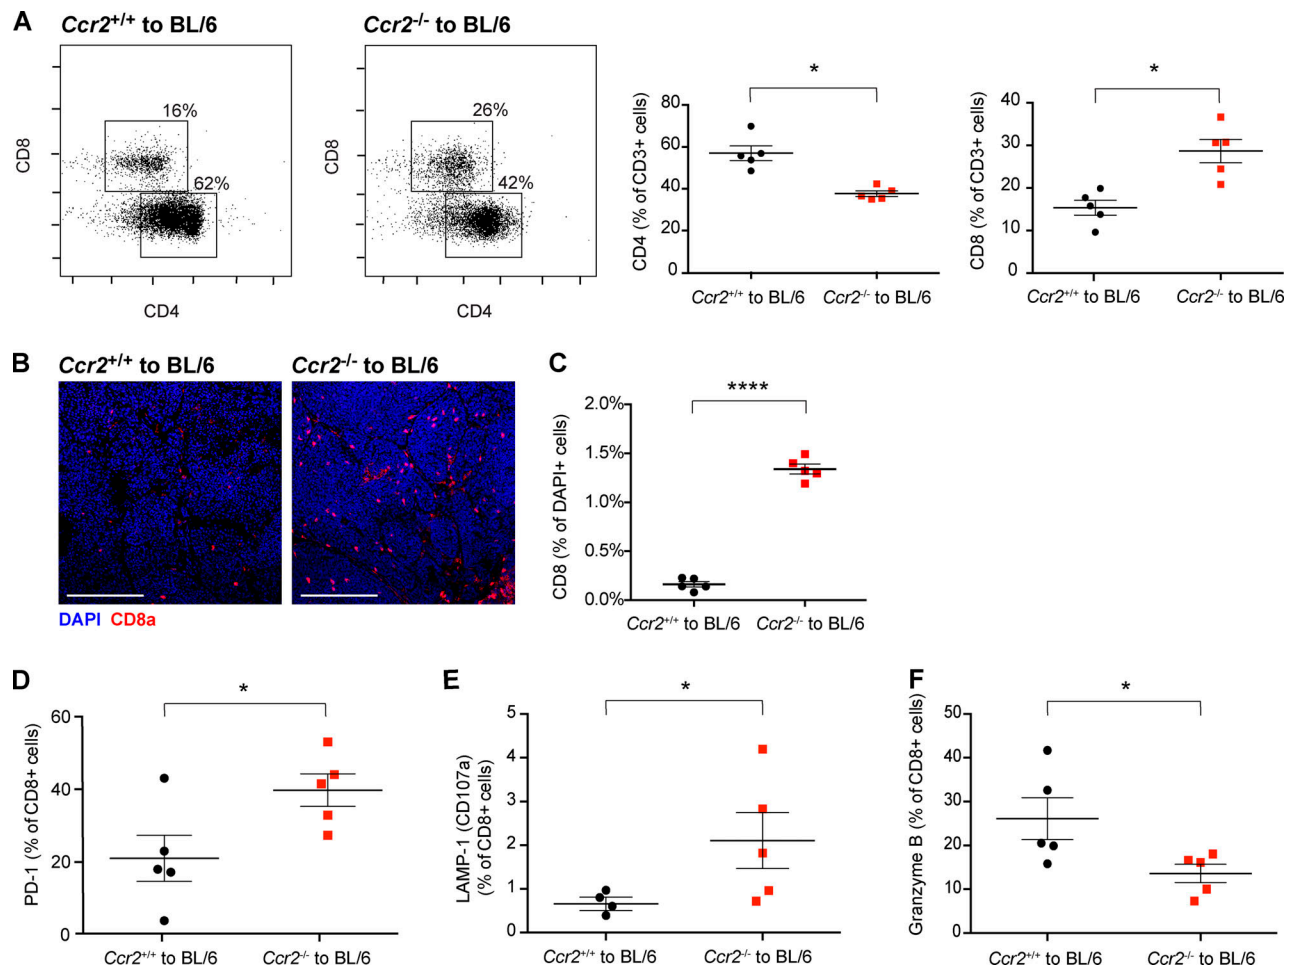 A
Ccr2+/+ to BL/6
Ccr2-/- to BL/6
16%
62%
CD8
CD4
26%
42%
CD8
CD4
*
80
60
40
20
0
CD4 (% of CD3+ cells)
Ccr2+/+ to BL/6
Ccr2-/- to BL/6
*
40
30
20
10
0
CD8 (% of CD3+ cells)
Ccr2+/+ to BL/6
Ccr2-/- to BL/6
B
Ccr2+/+ to BL/6
Ccr2-/- to BL/6
DAPI CD8a
C
****
2.0%
1.5%
1.0%
0.5%
0.0%
CD8 (% of DAPI+ cells)
Ccr2+/+ to BL/6
Ccr2-/- to BL/6
D
*
60
40
20
0
PD-1 (% of CD8+ cells)
Ccr2+/+ to BL/6
Ccr2-/- to BL/6
E
*
5
4
3
2
1
0
LAMP-1 (CD107a)
(% of CD8+ cells)
Ccr2+/+ to BL/6
Ccr2-/- to BL/6
F
*
50
40
30
20
10
0
Granzyme B (% of CD8+ cells)
Ccr2+/+ to BL/6
Ccr2-/- to BL/6